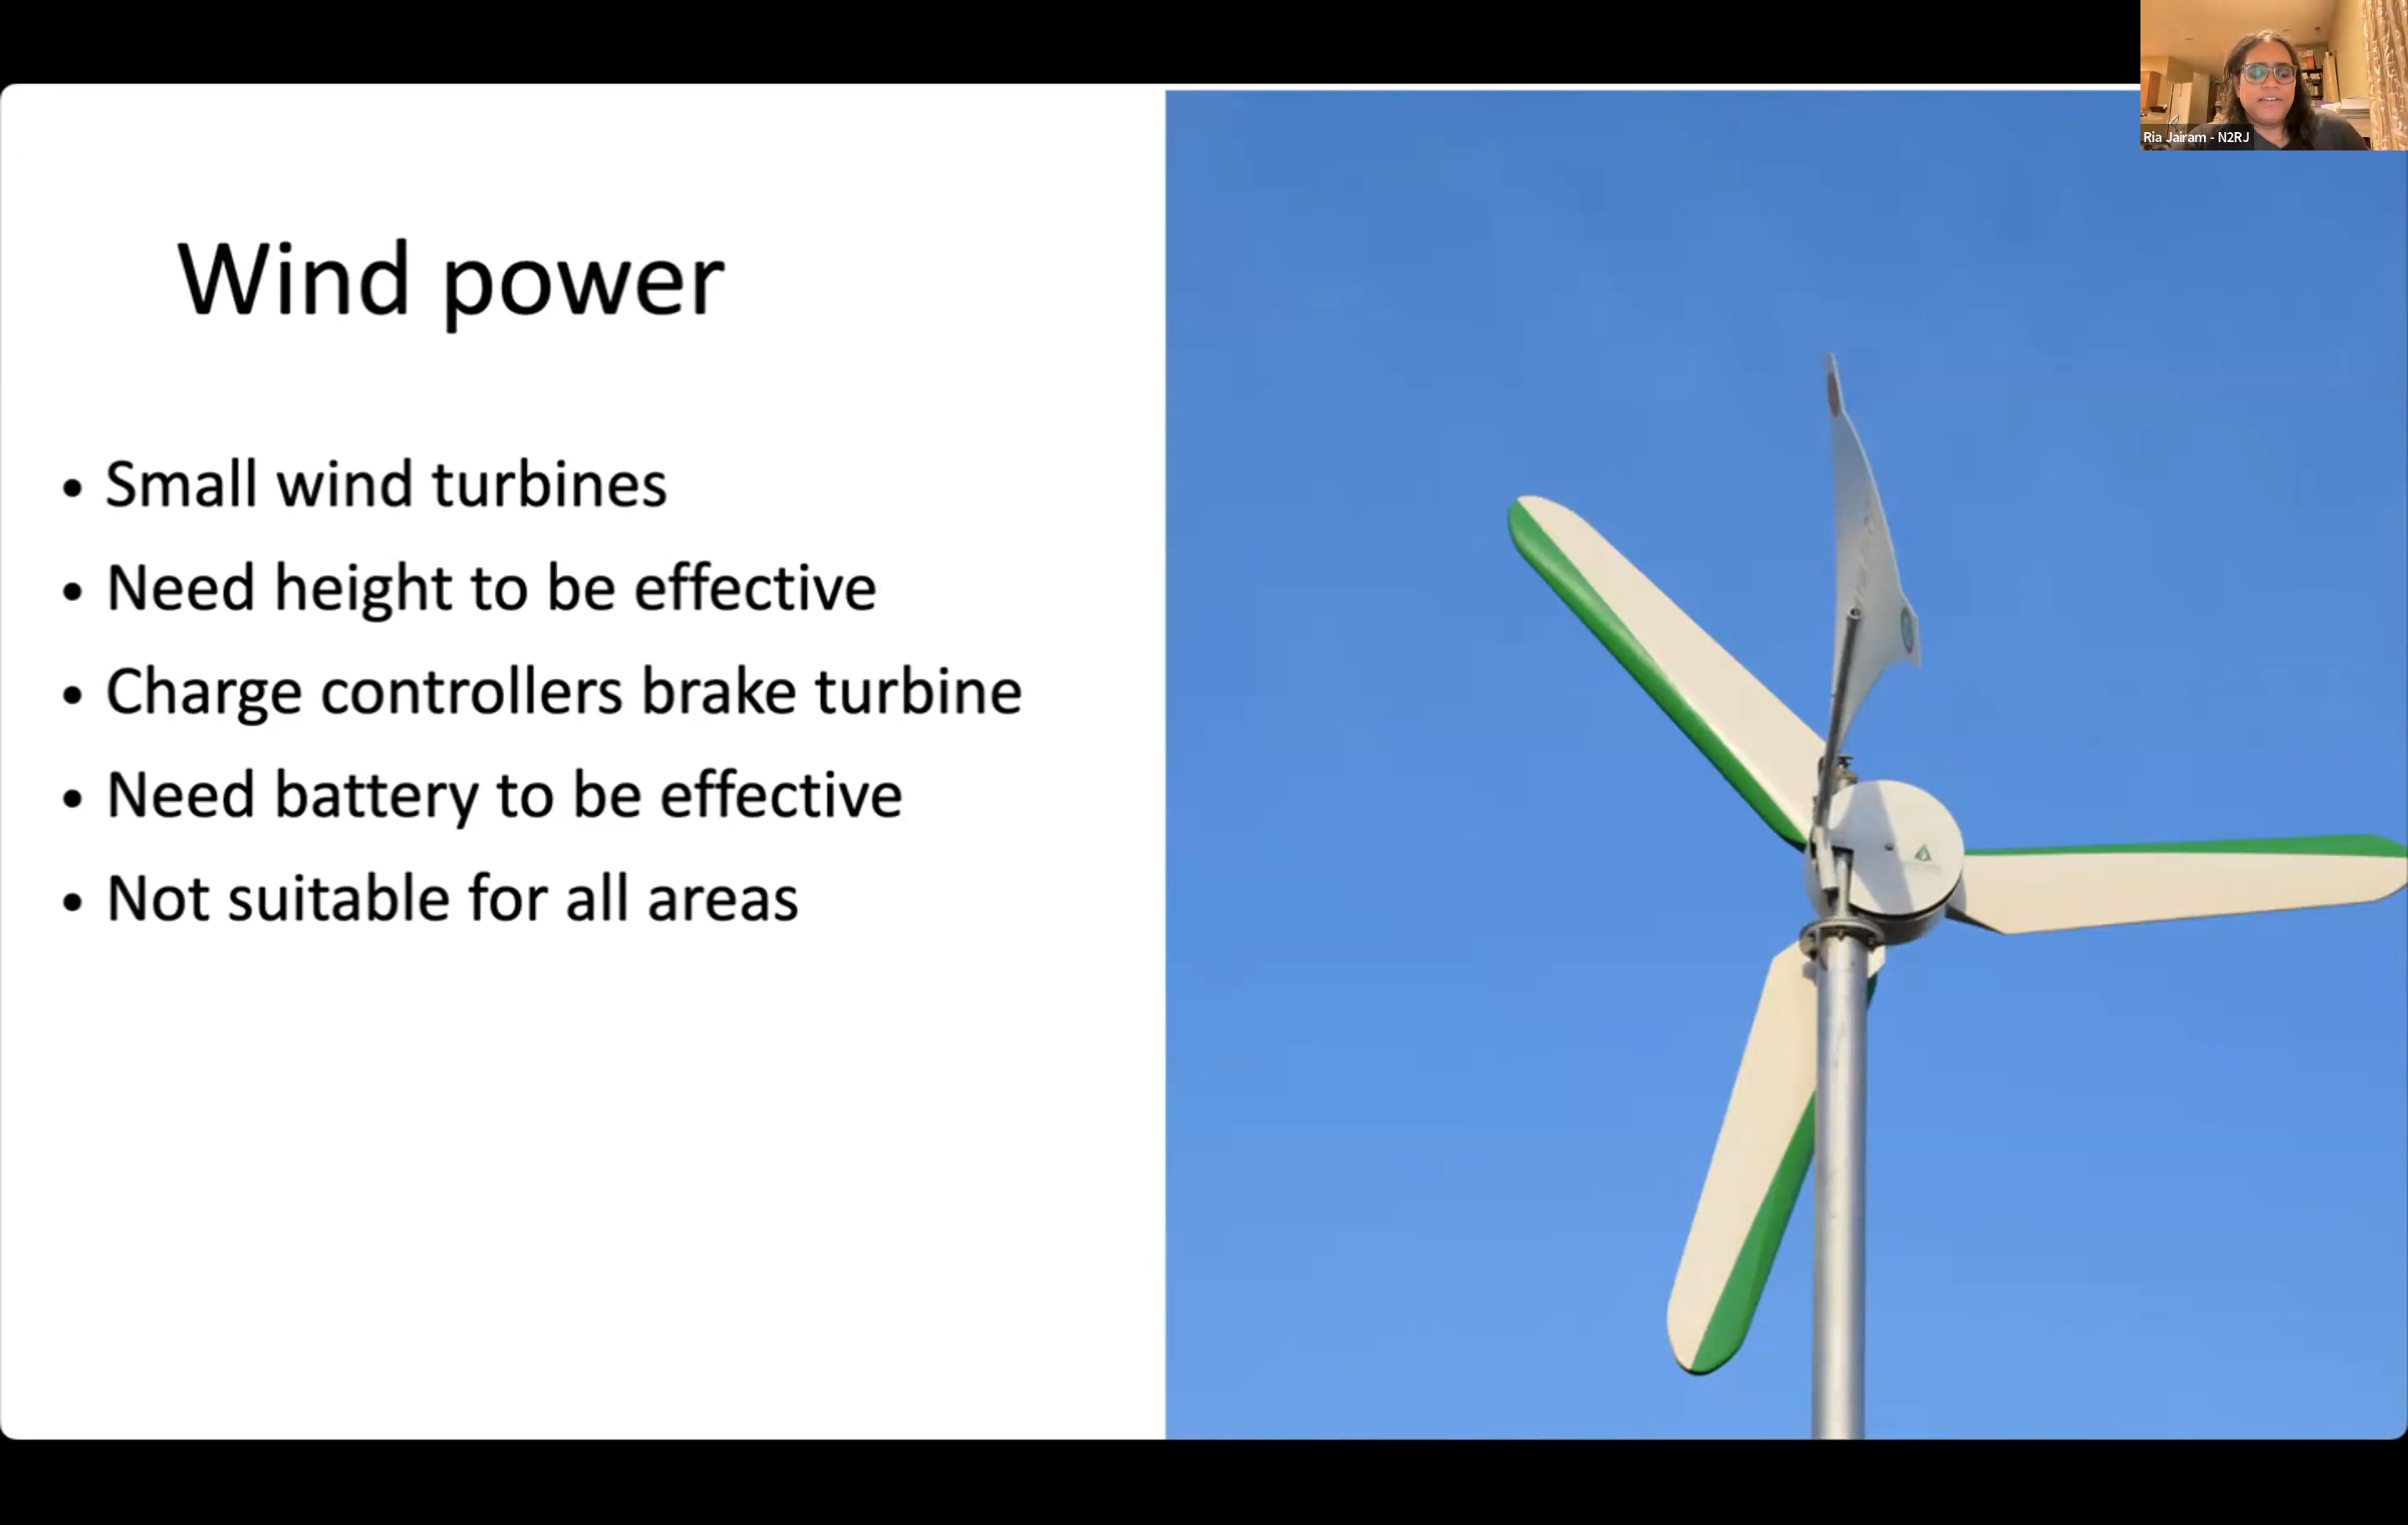 Ria Jairam - N2RJ
Wind power
• Small wind turbines
• Need height to be effective
• Charge controllers brake turbine
• Need battery to be effective
• Not suitable for all areas